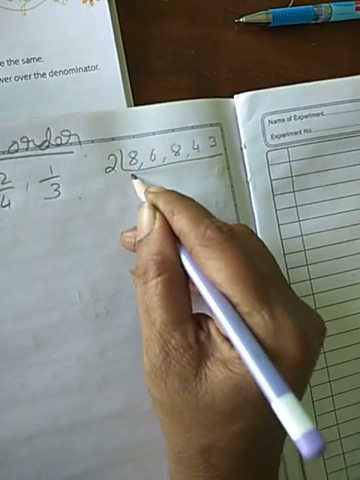 e the same.
wer over the denominator.
Name of Experiment
Experiment No.
order
2/4, 1/3
2 | 8, 6, 8, 4 3